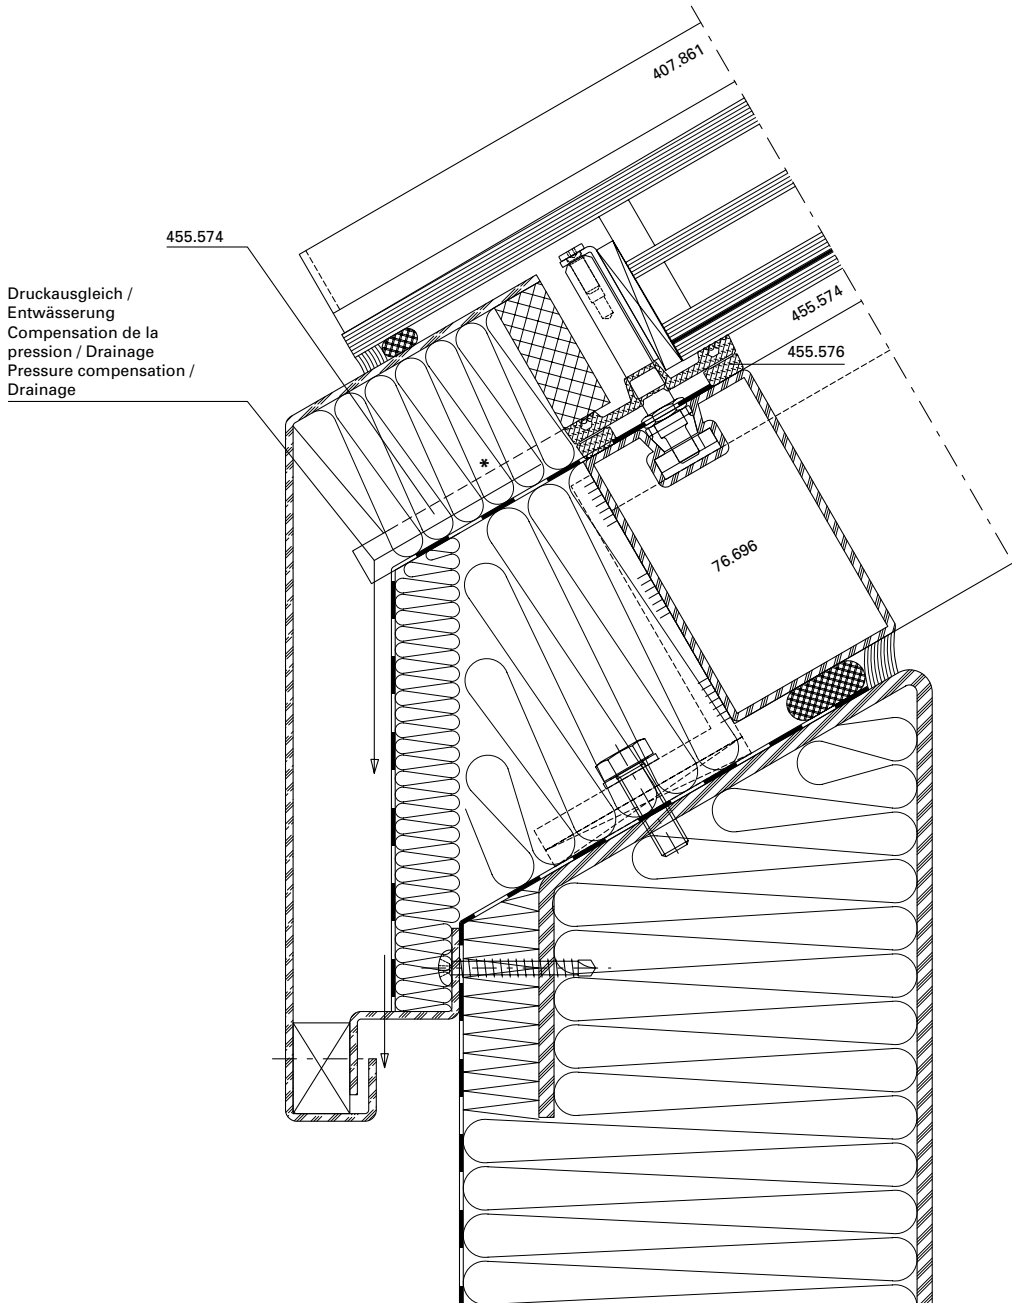 407.861
455.574
Druckausgleich /
Entwässerung
Compensation de la
pression / Drainage
Pressure compensation /
Drainage
455.574
455.576
*
76.696